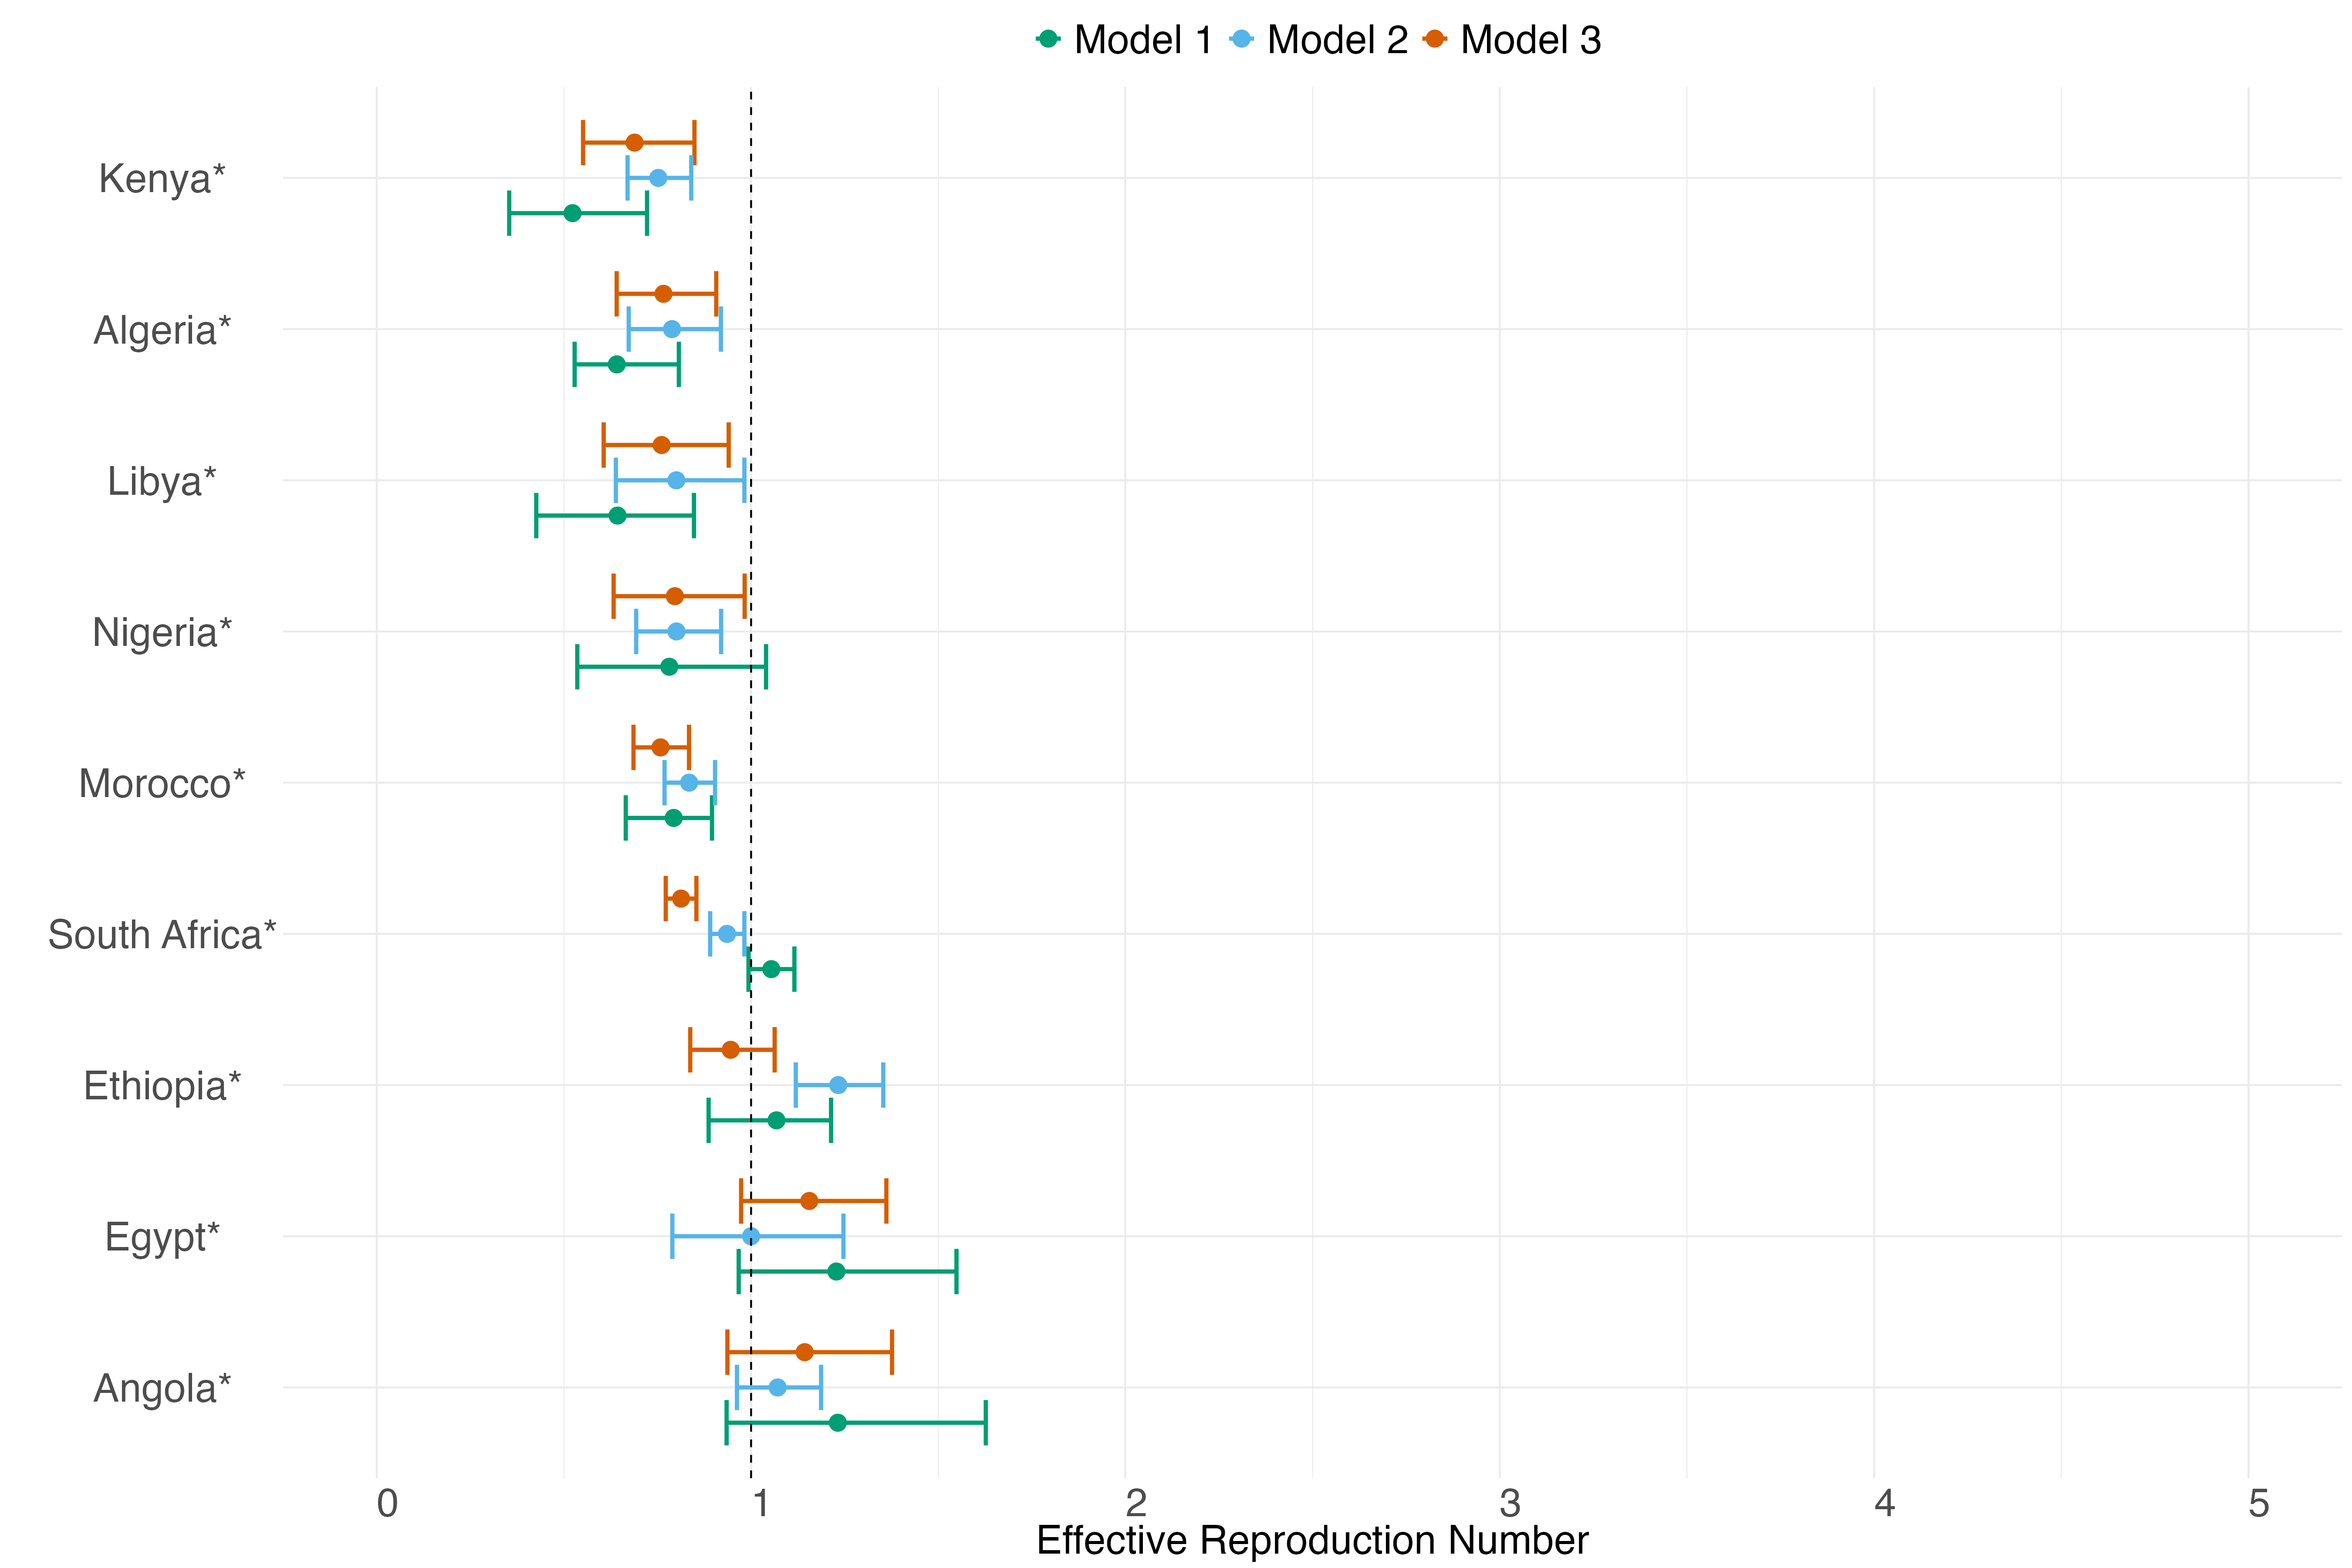 Model 1 Model 2 Model 3
Kenya*
Algeria*
Libya*
Nigeria*
Morocco*
South Africa*
Ethiopia*
Egypt*
Angola*
0 1 2 3 4 5
Effective Reproduction Number